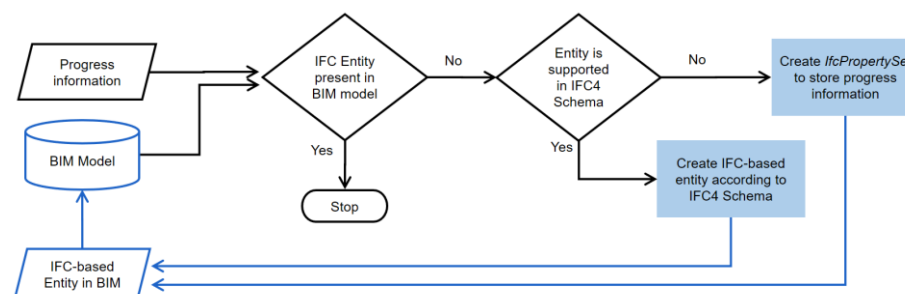 Progress
information
IFC Entity
present in
BIM model
No
Entity is
supported
in IFC4
Schema
No
Create IfcPropertySe
to store progress
information
BIM Model
Yes
Stop
Yes
Create IFC-based
entity according to
IFC4 Schema
IFC-based
Entity in BIM